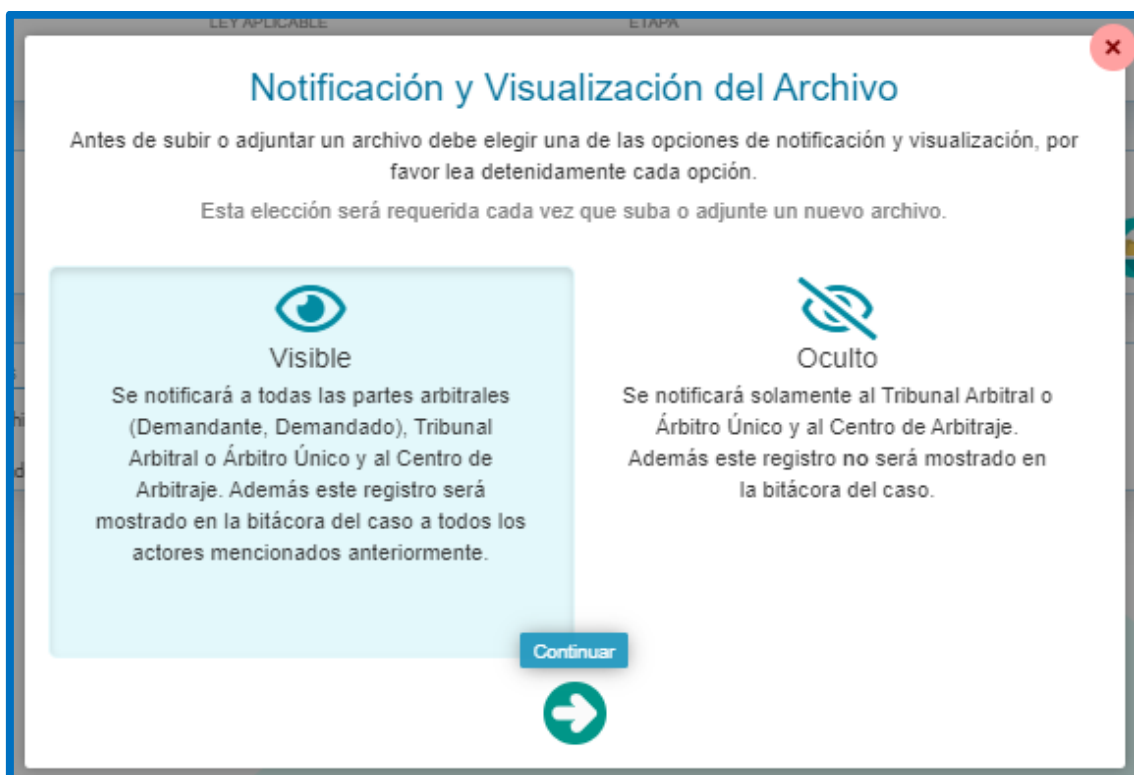 LEY APLICABLE ETAPA
Notificación y Visualización del Archivo
Antes de subir o adjuntar un archivo debe elegir una de las opciones de notificación y visualización, por
favor lea detenidamente cada opción.
Esta elección será requerida cada vez que suba o adjunte un nuevo archivo.
Visible
Se notificará a todas las partes arbitrales
(Demandante, Demandado), Tribunal
Arbitral o Árbitro Único y al Centro de
Arbitraje. Además este registro será
mostrado en la bitácora del caso a todos los
actores mencionados anteriormente.
Oculto
Se notificará solamente al Tribunal Arbitral o
Árbitro Único y al Centro de Arbitraje.
Además este registro no será mostrado en
la bitácora del caso.
Continuar